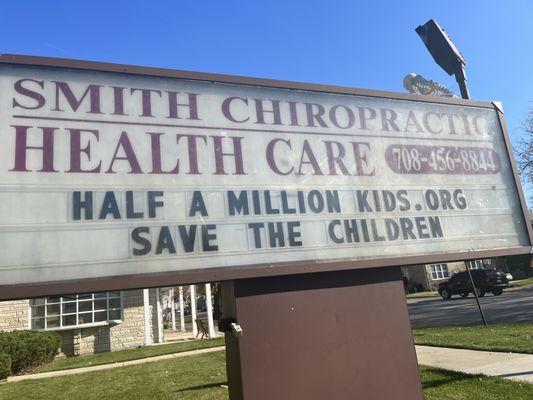 SMITH CHIROPRACTIC
HEALTH CARE 708-456-8844
HALF A MILLION KIDS.ORG
SAVE THE CHILDREN